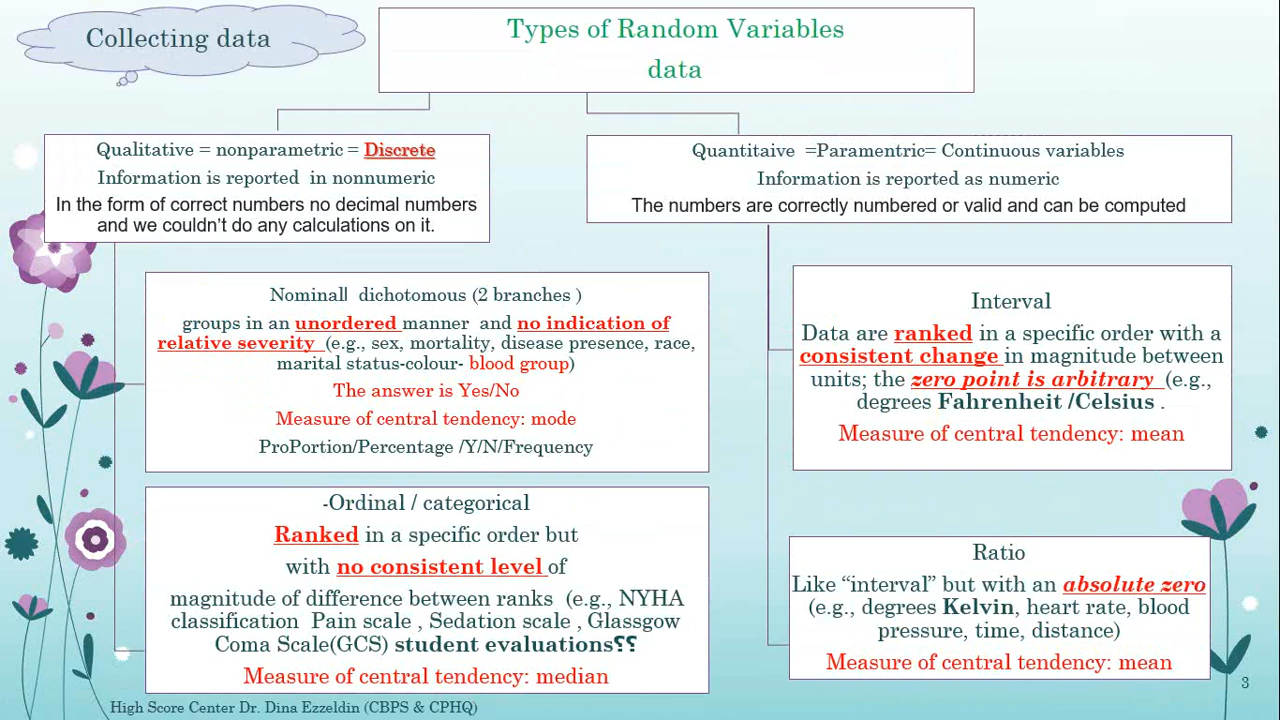 Collecting data
Types of Random Variables
data
Qualitative = nonparametric = Discrete
Information is reported in nonnumeric
In the form of correct numbers no decimal numbers
and we couldn't do any calculations on it.
Quantitaive =Paramentric= Continuous variables
Information is reported as numeric
The numbers are correctly numbered or valid and can be computed
Nominall dichotomous (2 branches )
groups in an unordered manner and no indication of
relative severity (e.g., sex, mortality, disease presence, race,
marital status-colour- blood group)
The answer is Yes/No
Measure of central tendency: mode
ProPortion/Percentage /Y/N/Frequency
-Ordinal / categorical
Ranked in a specific order but
with no consistent level of
magnitude of difference between ranks (e.g., NYHA
classification Pain scale , Sedation scale , Glassgow
Coma Scale(GCS) student evaluations؟؟
Measure of central tendency: median
Interval
Data are ranked in a specific order with a
consistent change in magnitude between
units; the zero point is arbitrary (e.g.,
degrees Fahrenheit /Celsius .
Measure of central tendency: mean
Ratio
Like “interval” but with an absolute zero
(e.g., degrees Kelvin, heart rate, blood
pressure, time, distance)
Measure of central tendency: mean
3
High Score Center Dr. Dina Ezzeldin (CBPS & CPHQ)